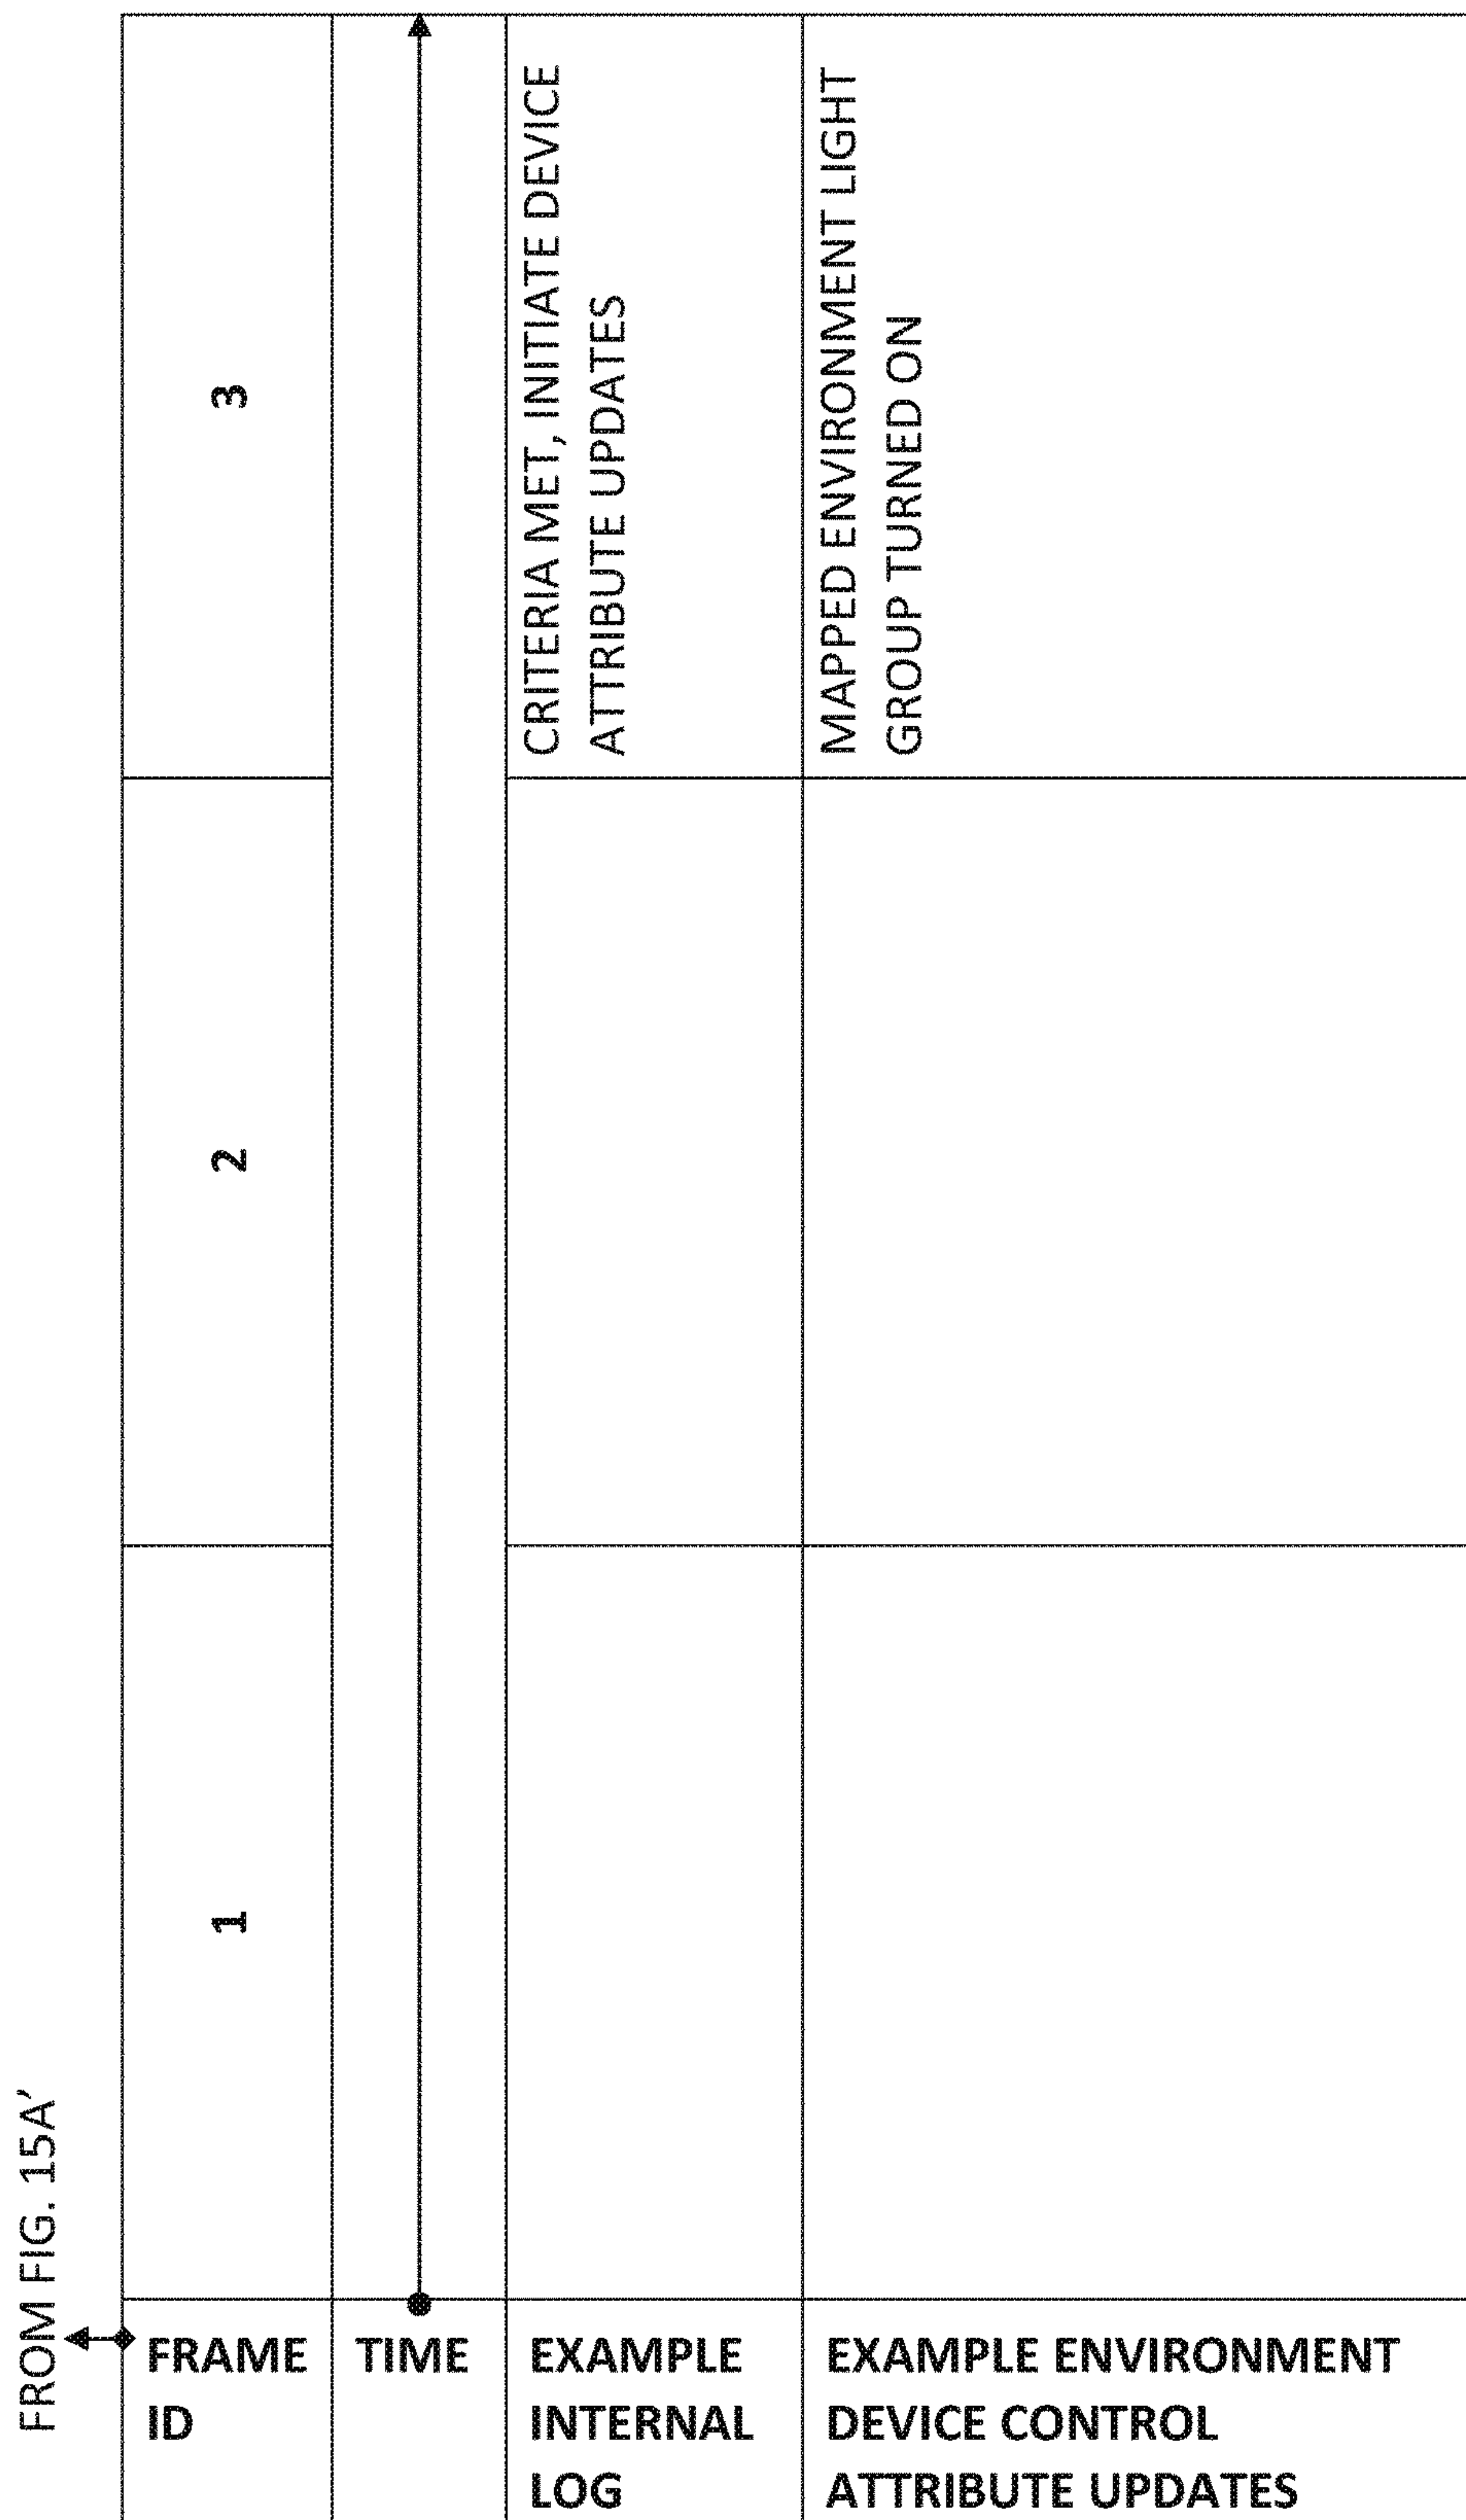 FROM FIG. 15A′
FRAME
ID
1
2
3
TIME
EXAMPLE
INTERNAL
LOG
CRITERIA MET, INITIATE DEVICE
ATTRIBUTE UPDATES
EXAMPLE ENVIRONMENT
DEVICE CONTROL
ATTRIBUTE UPDATES
MAPPED ENVIRONMENT LIGHT
GROUP TURNED ON